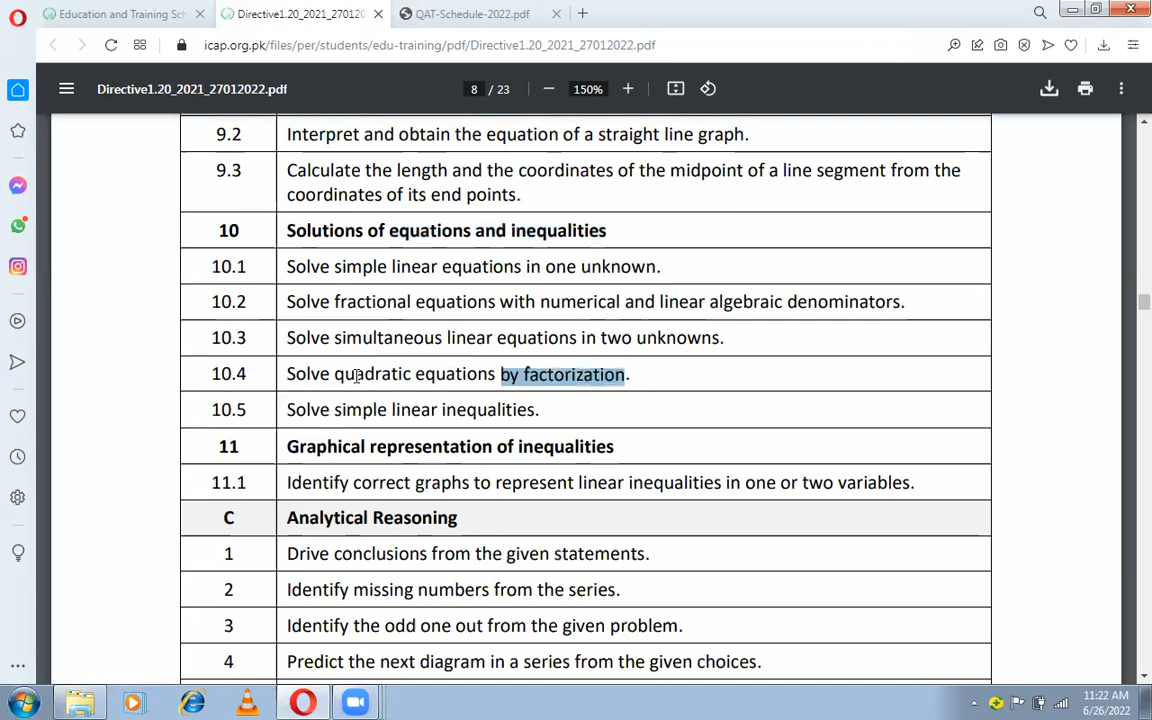 Education and Training Sch
Directive1.20_2021_270120
QAT-Schedule-2022.pdf
icap.org.pk/files/per/students/edu-training/pdf/Directive1.20_2021_27012022.pdf
Directive1.20_2021_27012022.pdf
8 / 23
150%
9.2 Interpret and obtain the equation of a straight line graph.
9.3 Calculate the length and the coordinates of the midpoint of a line segment from the
coordinates of its end points.
10 Solutions of equations and inequalities
10.1 Solve simple linear equations in one unknown.
10.2 Solve fractional equations with numerical and linear algebraic denominators.
10.3 Solve simultaneous linear equations in two unknowns.
10.4 Solve quadratic equations by factorization.
10.5 Solve simple linear inequalities.
11 Graphical representation of inequalities
11.1 Identify correct graphs to represent linear inequalities in one or two variables.
C Analytical Reasoning
1 Drive conclusions from the given statements.
2 Identify missing numbers from the series.
3 Identify the odd one out from the given problem.
4 Predict the next diagram in a series from the given choices.
11:22 AM
6/26/2022